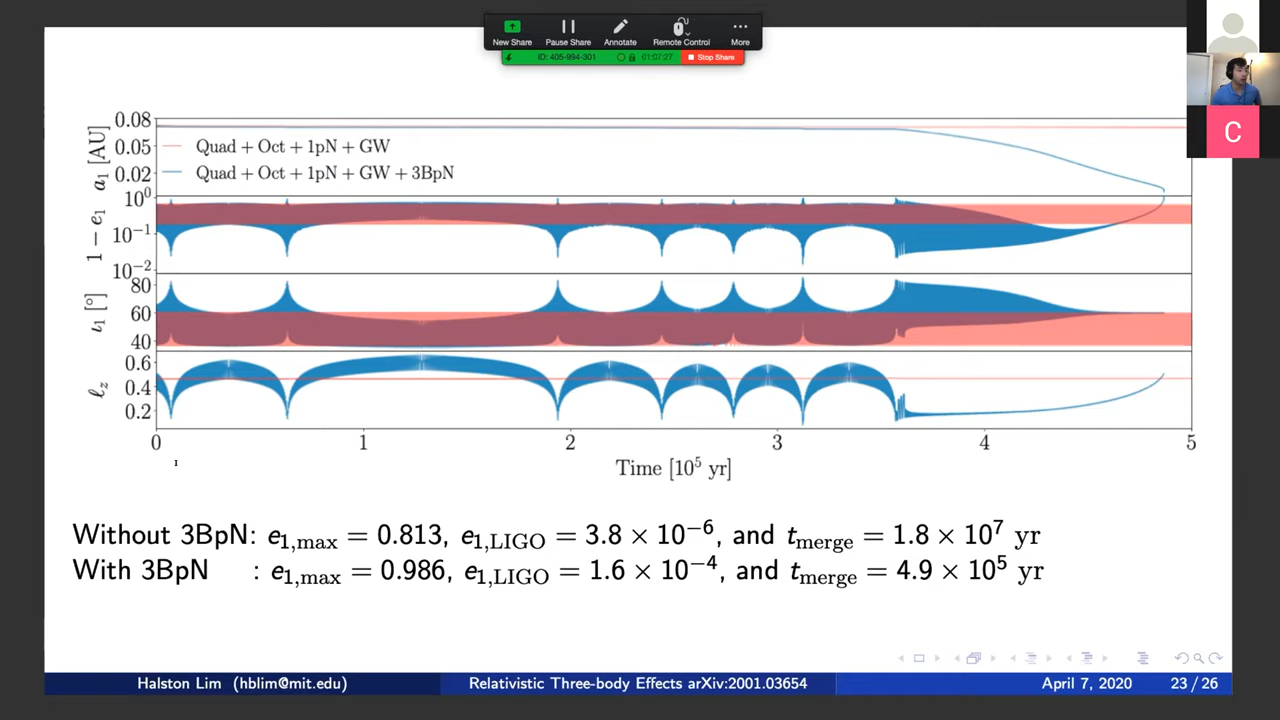 New Share Pause Share Annotate Remote Control More
ID: 405-994-301 01:07:27 Stop Share
C
0.08
0.05
0.02
a₁ [AU]
Quad + Oct + 1pN + GW
Quad + Oct + 1pN + GW + 3BpN
10⁰
10⁻¹
10⁻²
1 − e₁
80
60
40
ι₁ [°]
0.6
0.4
0.2
ℓ_z
0 1 2 3 4 5
Time [10⁵ yr]
Without 3BpN: e₁,max = 0.813, e₁,LIGO = 3.8 × 10⁻⁶, and t_merge = 1.8 × 10⁷ yr
With 3BpN : e₁,max = 0.986, e₁,LIGO = 1.6 × 10⁻⁴, and t_merge = 4.9 × 10⁵ yr
Halston Lim (hblim@mit.edu) Relativistic Three-body Effects arXiv:2001.03654 April 7, 2020 23 / 26